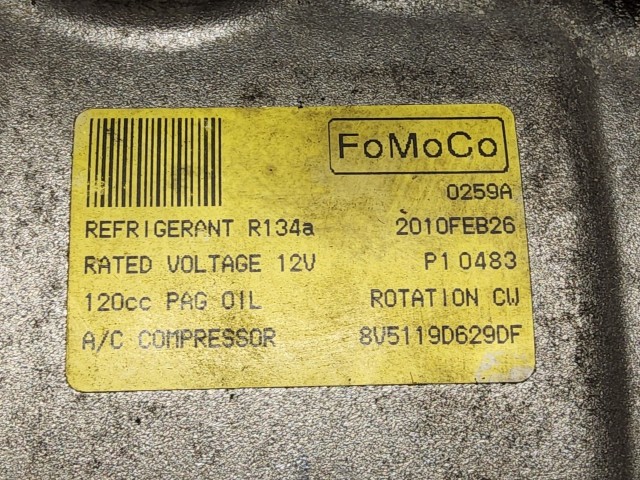 FoMoCo
0259A
REFRIGERANT R134a 2010FEB26
RATED VOLTAGE 12V P1 0483
120cc PAG OIL ROTATION CW
A/C COMPRESSOR 8V5119D629DF